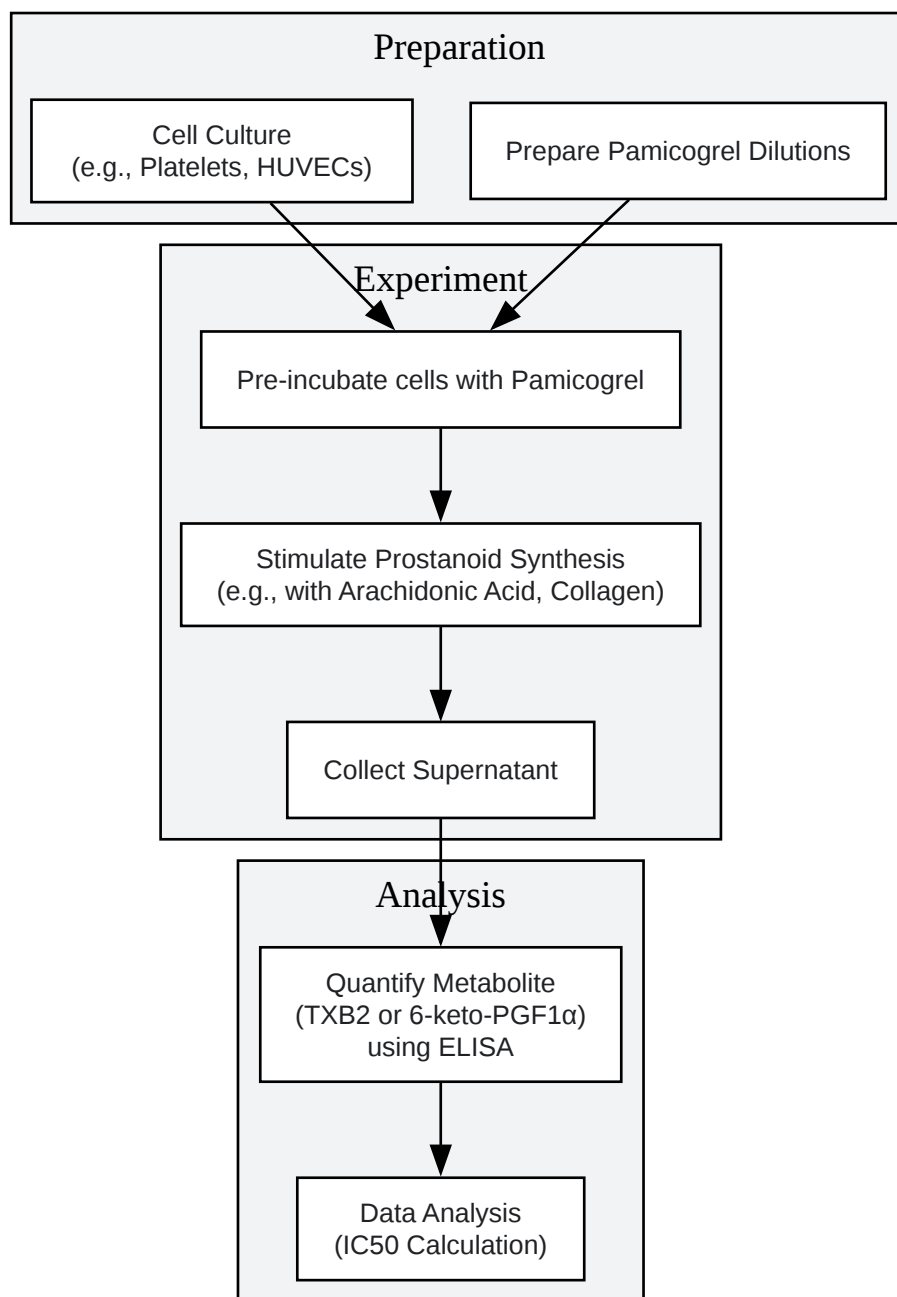 Preparation
Cell Culture
(e.g., Platelets, HUVECs)
Prepare Pamicogrel Dilutions
Experiment
Pre-incubate cells with Pamicogrel
Stimulate Prostanoid Synthesis
(e.g., with Arachidonic Acid, Collagen)
Collect Supernatant
Analysis
Quantify Metabolite
(TXB2 or 6-keto-PGF1α)
using ELISA
Data Analysis
(IC50 Calculation)